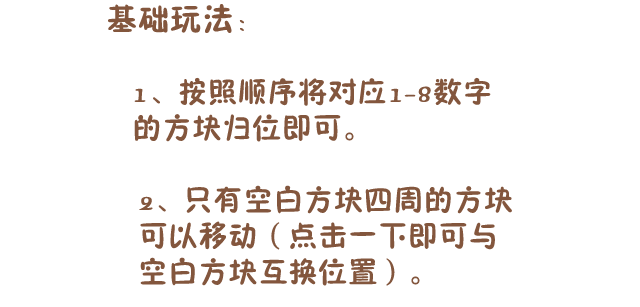 基础玩法：
1、按照顺序将对应1-8数字
的方块归位即可。
2、只有空白方块四周的方块
可以移动（点击一下即可与
空白方块互换位置）。